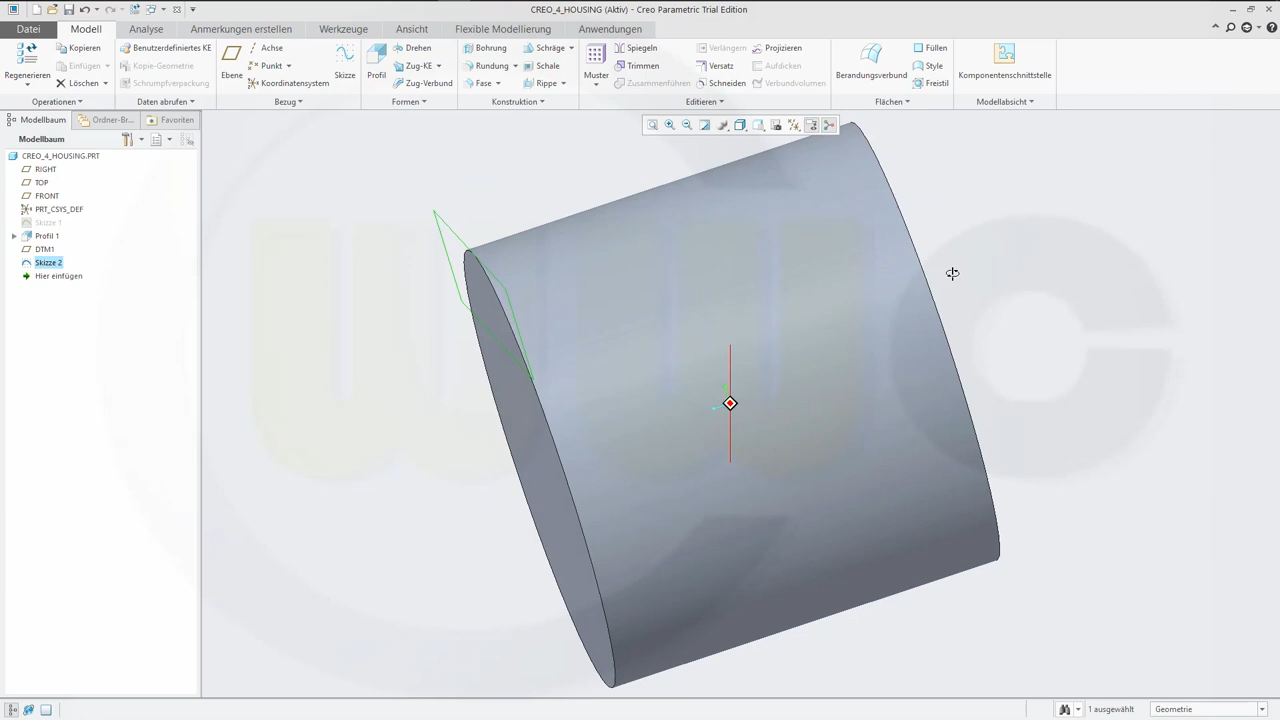 CREO_4_HOUSING (Aktiv) - Creo Parametric Trial Edition
Datei Modell Analyse Anmerkungen erstellen Werkzeuge Ansicht Flexible Modellierung Anwendungen
Regenerieren Kopieren Einfügen Löschen
Benutzerdefiniertes KE Kopie-Geometrie Schrumpfverpackung
Ebene Achse Punkt Koordinatensystem Skizze
Profil Drehen Zug-KE Zug-Verbund
Bohrung Rundung Fase Schräge Schale Rippe
Muster Spiegeln Trimmen Zusammenführen Verlängern Versatz Schneiden Projizieren Aufdicken Verbundvolumen
Berandungsverbund Füllen Style Freistil
Komponentenschnittstelle
Operationen Daten abrufen Bezug Formen Konstruktion Editieren Flächen Modellabsicht
Modellbaum Ordner-Br... Favoriten
Modellbaum
CREO_4_HOUSING.PRT
RIGHT
TOP
FRONT
PRT_CSYS_DEF
Skizze 1
Profil 1
DTM1
Skizze 2
Hier einfügen
1 ausgewählt Geometrie